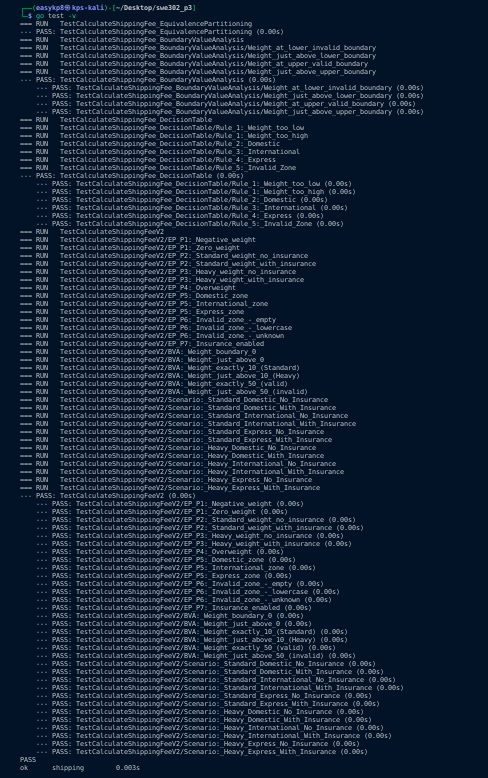 ┌──(easykp8㉿kps-kali)-[~/Desktop/swe302_p3]
└─$ go test -v
=== RUN   TestCalculateShippingFee_EquivalencePartitioning
--- PASS: TestCalculateShippingFee_EquivalencePartitioning (0.00s)
=== RUN   TestCalculateShippingFee_BoundaryValueAnalysis
=== RUN   TestCalculateShippingFee_BoundaryValueAnalysis/Weight_at_lower_invalid_boundary
=== RUN   TestCalculateShippingFee_BoundaryValueAnalysis/Weight_just_above_lower_boundary
=== RUN   TestCalculateShippingFee_BoundaryValueAnalysis/Weight_at_upper_valid_boundary
=== RUN   TestCalculateShippingFee_BoundaryValueAnalysis/Weight_just_above_upper_boundary
--- PASS: TestCalculateShippingFee_BoundaryValueAnalysis (0.00s)
    --- PASS: TestCalculateShippingFee_BoundaryValueAnalysis/Weight_at_lower_invalid_boundary (0.00s)
    --- PASS: TestCalculateShippingFee_BoundaryValueAnalysis/Weight_just_above_lower_boundary (0.00s)
    --- PASS: TestCalculateShippingFee_BoundaryValueAnalysis/Weight_at_upper_valid_boundary (0.00s)
    --- PASS: TestCalculateShippingFee_BoundaryValueAnalysis/Weight_just_above_upper_boundary (0.00s)
=== RUN   TestCalculateShippingFee_DecisionTable
=== RUN   TestCalculateShippingFee_DecisionTable/Rule_1:_Weight_too_low
=== RUN   TestCalculateShippingFee_DecisionTable/Rule_1:_Weight_too_high
=== RUN   TestCalculateShippingFee_DecisionTable/Rule_2:_Domestic
=== RUN   TestCalculateShippingFee_DecisionTable/Rule_3:_International
=== RUN   TestCalculateShippingFee_DecisionTable/Rule_4:_Express
=== RUN   TestCalculateShippingFee_DecisionTable/Rule_5:_Invalid_Zone
--- PASS: TestCalculateShippingFee_DecisionTable (0.00s)
    --- PASS: TestCalculateShippingFee_DecisionTable/Rule_1:_Weight_too_low (0.00s)
    --- PASS: TestCalculateShippingFee_DecisionTable/Rule_1:_Weight_too_high (0.00s)
    --- PASS: TestCalculateShippingFee_DecisionTable/Rule_2:_Domestic (0.00s)
    --- PASS: TestCalculateShippingFee_DecisionTable/Rule_3:_International (0.00s)
    --- PASS: TestCalculateShippingFee_DecisionTable/Rule_4:_Express (0.00s)
    --- PASS: TestCalculateShippingFee_DecisionTable/Rule_5:_Invalid_Zone (0.00s)
=== RUN   TestCalculateShippingFeeV2
=== RUN   TestCalculateShippingFeeV2/EP_P1:_Negative_weight
=== RUN   TestCalculateShippingFeeV2/EP_P1:_Zero_weight
=== RUN   TestCalculateShippingFeeV2/EP_P2:_Standard_weight_no_insurance
=== RUN   TestCalculateShippingFeeV2/EP_P2:_Standard_weight_with_insurance
=== RUN   TestCalculateShippingFeeV2/EP_P3:_Heavy_weight_no_insurance
=== RUN   TestCalculateShippingFeeV2/EP_P3:_Heavy_weight_with_insurance
=== RUN   TestCalculateShippingFeeV2/EP_P4:_Overweight
=== RUN   TestCalculateShippingFeeV2/EP_P5:_Domestic_zone
=== RUN   TestCalculateShippingFeeV2/EP_P5:_International_zone
=== RUN   TestCalculateShippingFeeV2/EP_P5:_Express_zone
=== RUN   TestCalculateShippingFeeV2/EP_P6:_Invalid_zone_-_empty
=== RUN   TestCalculateShippingFeeV2/EP_P6:_Invalid_zone_-_lowercase
=== RUN   TestCalculateShippingFeeV2/EP_P6:_Invalid_zone_-_unknown
=== RUN   TestCalculateShippingFeeV2/EP_P7:_Insurance_enabled
=== RUN   TestCalculateShippingFeeV2/BVA:_Weight_boundary_0
=== RUN   TestCalculateShippingFeeV2/BVA:_Weight_just_above_0
=== RUN   TestCalculateShippingFeeV2/BVA:_Weight_exactly_10_(Standard)
=== RUN   TestCalculateShippingFeeV2/BVA:_Weight_just_above_10_(Heavy)
=== RUN   TestCalculateShippingFeeV2/BVA:_Weight_exactly_50_(valid)
=== RUN   TestCalculateShippingFeeV2/BVA:_Weight_just_above_50_(invalid)
=== RUN   TestCalculateShippingFeeV2/Scenario:_Standard_Domestic_No_Insurance
=== RUN   TestCalculateShippingFeeV2/Scenario:_Standard_Domestic_With_Insurance
=== RUN   TestCalculateShippingFeeV2/Scenario:_Standard_International_No_Insurance
=== RUN   TestCalculateShippingFeeV2/Scenario:_Standard_International_With_Insurance
=== RUN   TestCalculateShippingFeeV2/Scenario:_Standard_Express_No_Insurance
=== RUN   TestCalculateShippingFeeV2/Scenario:_Standard_Express_With_Insurance
=== RUN   TestCalculateShippingFeeV2/Scenario:_Heavy_Domestic_No_Insurance
=== RUN   TestCalculateShippingFeeV2/Scenario:_Heavy_Domestic_With_Insurance
=== RUN   TestCalculateShippingFeeV2/Scenario:_Heavy_International_No_Insurance
=== RUN   TestCalculateShippingFeeV2/Scenario:_Heavy_International_With_Insurance
=== RUN   TestCalculateShippingFeeV2/Scenario:_Heavy_Express_No_Insurance
=== RUN   TestCalculateShippingFeeV2/Scenario:_Heavy_Express_With_Insurance
--- PASS: TestCalculateShippingFeeV2 (0.00s)
    --- PASS: TestCalculateShippingFeeV2/EP_P1:_Negative_weight (0.00s)
    --- PASS: TestCalculateShippingFeeV2/EP_P1:_Zero_weight (0.00s)
    --- PASS: TestCalculateShippingFeeV2/EP_P2:_Standard_weight_no_insurance (0.00s)
    --- PASS: TestCalculateShippingFeeV2/EP_P2:_Standard_weight_with_insurance (0.00s)
    --- PASS: TestCalculateShippingFeeV2/EP_P3:_Heavy_weight_no_insurance (0.00s)
    --- PASS: TestCalculateShippingFeeV2/EP_P3:_Heavy_weight_with_insurance (0.00s)
    --- PASS: TestCalculateShippingFeeV2/EP_P4:_Overweight (0.00s)
    --- PASS: TestCalculateShippingFeeV2/EP_P5:_Domestic_zone (0.00s)
    --- PASS: TestCalculateShippingFeeV2/EP_P5:_International_zone (0.00s)
    --- PASS: TestCalculateShippingFeeV2/EP_P5:_Express_zone (0.00s)
    --- PASS: TestCalculateShippingFeeV2/EP_P6:_Invalid_zone_-_empty (0.00s)
    --- PASS: TestCalculateShippingFeeV2/EP_P6:_Invalid_zone_-_lowercase (0.00s)
    --- PASS: TestCalculateShippingFeeV2/EP_P6:_Invalid_zone_-_unknown (0.00s)
    --- PASS: TestCalculateShippingFeeV2/EP_P7:_Insurance_enabled (0.00s)
    --- PASS: TestCalculateShippingFeeV2/BVA:_Weight_boundary_0 (0.00s)
    --- PASS: TestCalculateShippingFeeV2/BVA:_Weight_just_above_0 (0.00s)
    --- PASS: TestCalculateShippingFeeV2/BVA:_Weight_exactly_10_(Standard) (0.00s)
    --- PASS: TestCalculateShippingFeeV2/BVA:_Weight_just_above_10_(Heavy) (0.00s)
    --- PASS: TestCalculateShippingFeeV2/BVA:_Weight_exactly_50_(valid) (0.00s)
    --- PASS: TestCalculateShippingFeeV2/BVA:_Weight_just_above_50_(invalid) (0.00s)
    --- PASS: TestCalculateShippingFeeV2/Scenario:_Standard_Domestic_No_Insurance (0.00s)
    --- PASS: TestCalculateShippingFeeV2/Scenario:_Standard_Domestic_With_Insurance (0.00s)
    --- PASS: TestCalculateShippingFeeV2/Scenario:_Standard_International_No_Insurance (0.00s)
    --- PASS: TestCalculateShippingFeeV2/Scenario:_Standard_International_With_Insurance (0.00s)
    --- PASS: TestCalculateShippingFeeV2/Scenario:_Standard_Express_No_Insurance (0.00s)
    --- PASS: TestCalculateShippingFeeV2/Scenario:_Standard_Express_With_Insurance (0.00s)
    --- PASS: TestCalculateShippingFeeV2/Scenario:_Heavy_Domestic_No_Insurance (0.00s)
    --- PASS: TestCalculateShippingFeeV2/Scenario:_Heavy_Domestic_With_Insurance (0.00s)
    --- PASS: TestCalculateShippingFeeV2/Scenario:_Heavy_International_No_Insurance (0.00s)
    --- PASS: TestCalculateShippingFeeV2/Scenario:_Heavy_International_With_Insurance (0.00s)
    --- PASS: TestCalculateShippingFeeV2/Scenario:_Heavy_Express_No_Insurance (0.00s)
    --- PASS: TestCalculateShippingFeeV2/Scenario:_Heavy_Express_With_Insurance (0.00s)
PASS
ok      shipping        0.003s